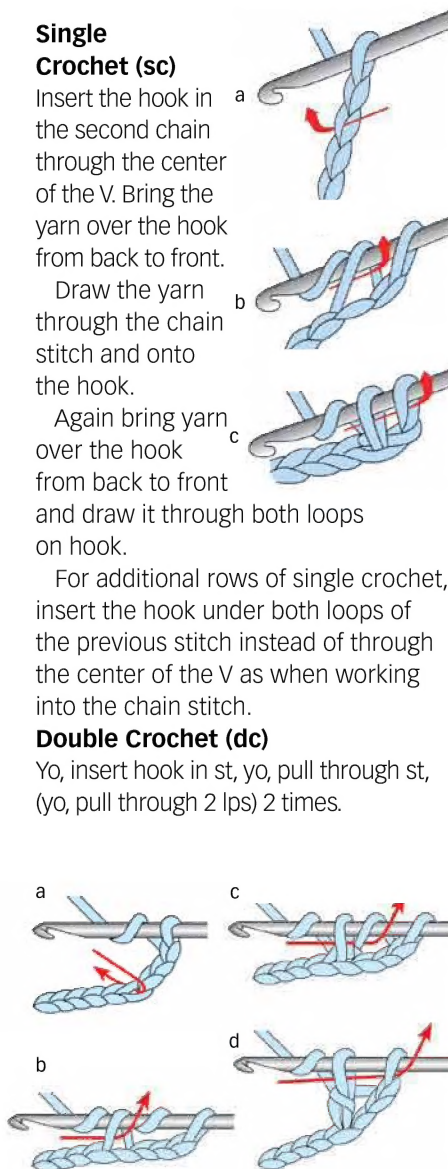 Single
Crochet (sc)
Insert the hook in
the second chain
through the center
of the V. Bring the
yarn over the hook
from back to front.
Draw the yarn
through the chain
stitch and onto
the hook.
Again bring yarn
over the hook
from back to front
and draw it through both loops
on hook.
For additional rows of single crochet,
insert the hook under both loops of
the previous stitch instead of through
the center of the V as when working
into the chain stitch.
a
b
c
Double Crochet (dc)
Yo, insert hook in st, yo, pull through st,
(yo, pull through 2 lps) 2 times.
a
b
c
d